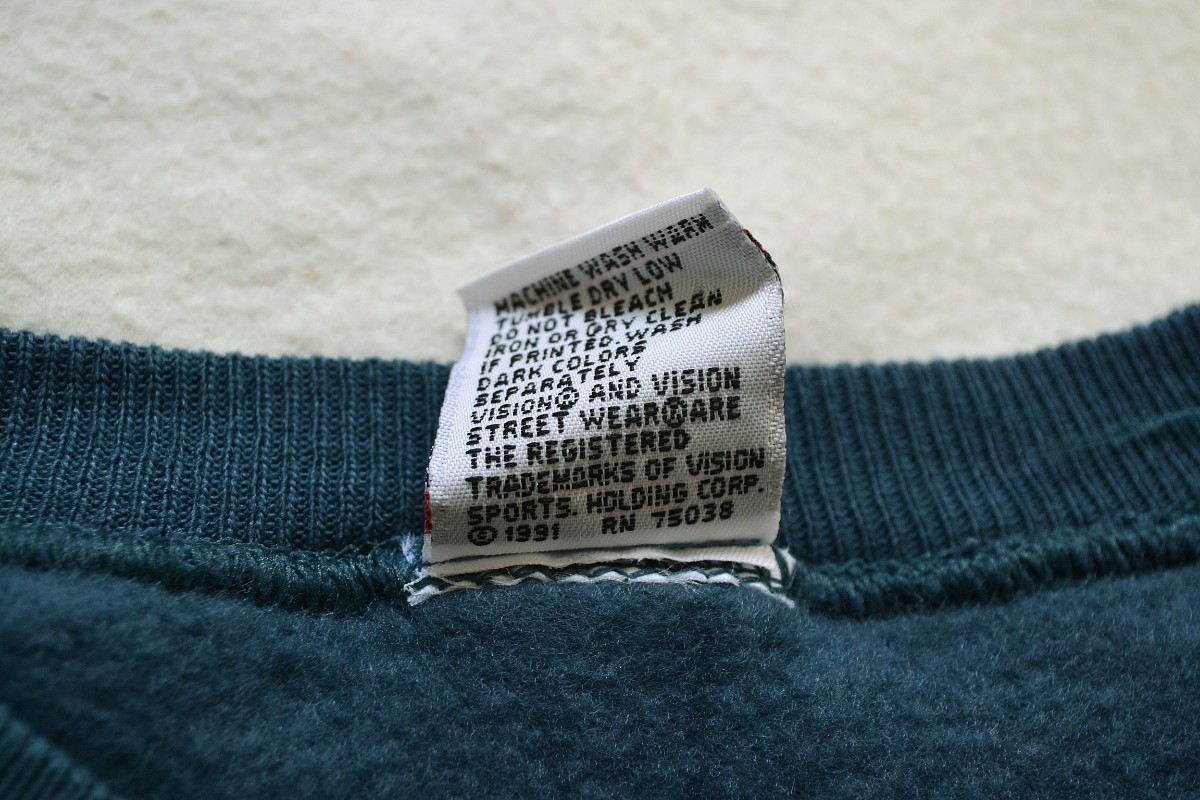 MACHINE WASH WARM
TUMBLE DRY LOW
DO NOT BLEACH
IRON OR DRY CLEAN
IF PRINTED. WASH
DARK COLORS
SEPARATELY
VISION® AND VISION
STREET WEAR® ARE
THE REGISTERED
TRADEMARKS OF VISION
SPORTS. HOLDING CORP.
© 1991 RN 75038